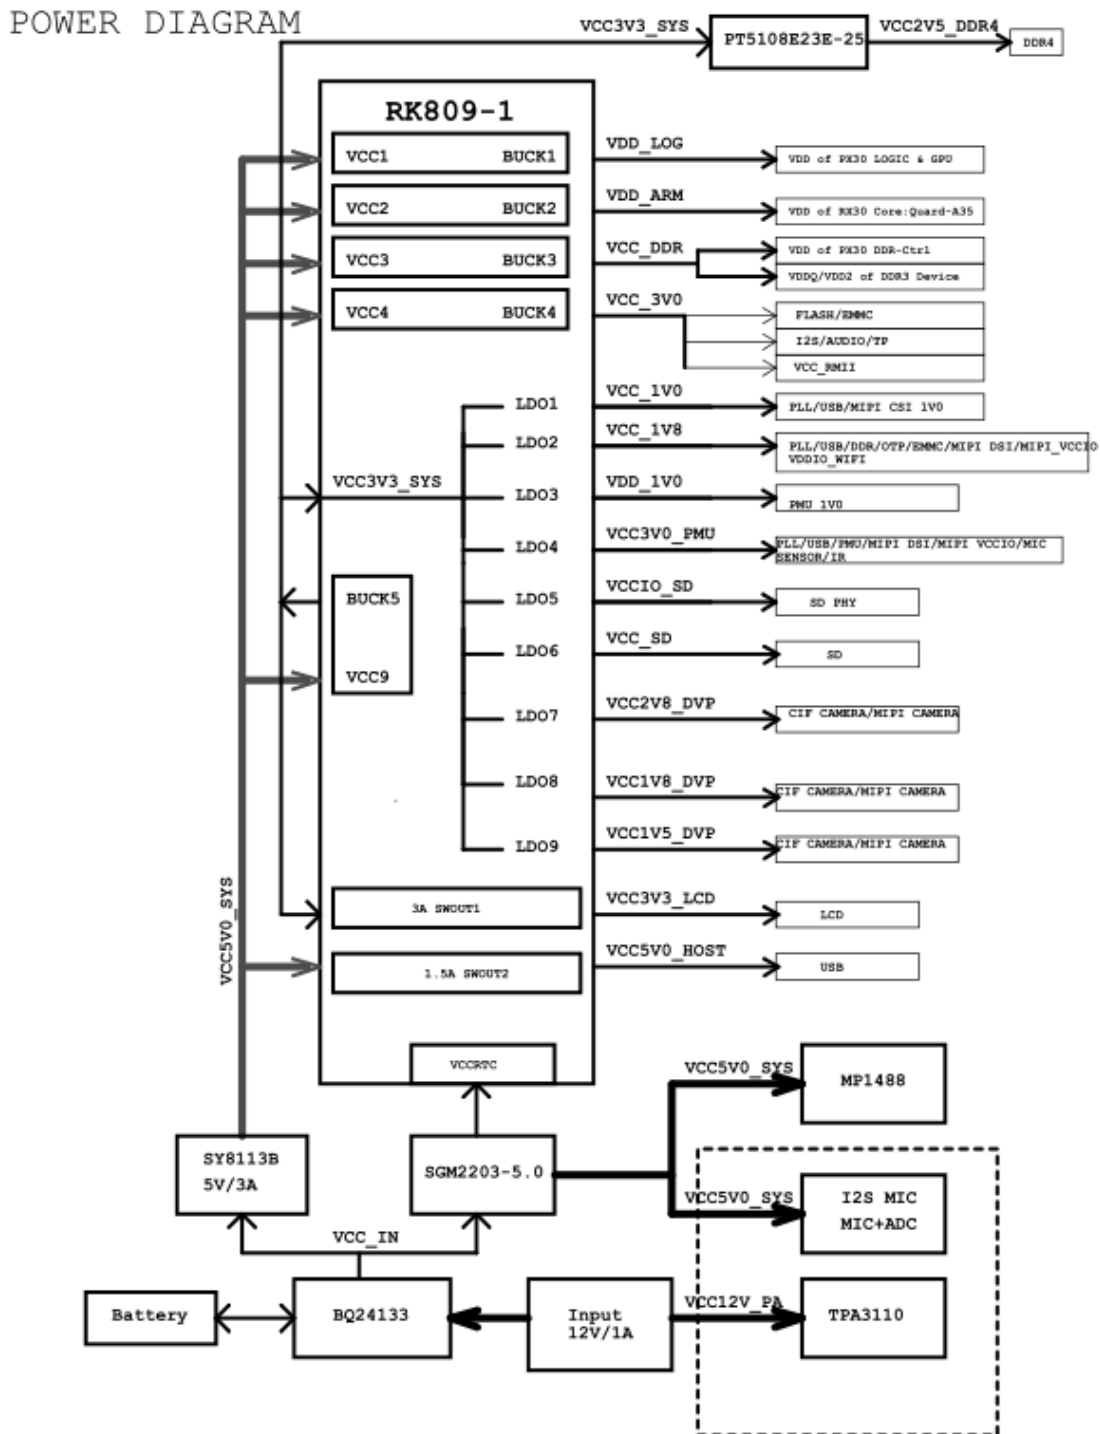 POWER DIAGRAM
VCC3V3_SYS
PT5108E23E-25
VCC2V5_DDR4
DDR4
RK809-1
VCC1 BUCK1
VDD_LOG
VDD of PX30 LOGIC & GPU
VCC2 BUCK2
VDD_ARM
VDD of RX30 Core:Quard-A35
VCC3 BUCK3
VCC_DDR
VDD of PX30 DDR-Ctrl
VDDQ/VDD2 of DDR3 Device
VCC4 BUCK4
VCC_3V0
FLASH/EMMC
I2S/AUDIO/TP
VCC_RMII
LDO1
VCC_1V0
PLL/USB/MIPI CSI 1V0
LDO2
VCC_1V8
PLL/USB/DDR/OTP/EMMC/MIPI DSI/MIPI_VCCIO
VDDIO_WIFI
VCC3V3_SYS
LDO3
VDD_1V0
PMU 1V0
LDO4
VCC3V0_PMU
PLL/USB/PMU/MIPI DSI/MIPI VCCIO/MIC
SENSOR/IR
BUCK5
LDO5
VCCIO_SD
SD PHY
LDO6
VCC_SD
SD
VCC9
LDO7
VCC2V8_DVP
CIF CAMERA/MIPI CAMERA
LDO8
VCC1V8_DVP
CIF CAMERA/MIPI CAMERA
LDO9
VCC1V5_DVP
CIF CAMERA/MIPI CAMERA
VCC5V0_SYS
3A SWOUT1
VCC3V3_LCD
LCD
1.5A SWOUT2
VCC5V0_HOST
USB
VCCRTC
VCC5V0_SYS
MP1488
SY8113B
5V/3A
SGM2203-5.0
VCC5V0_SYS
I2S MIC
MIC+ADC
VCC_IN
Battery
BQ24133
Input
12V/1A
VCC12V_PA
TPA3110